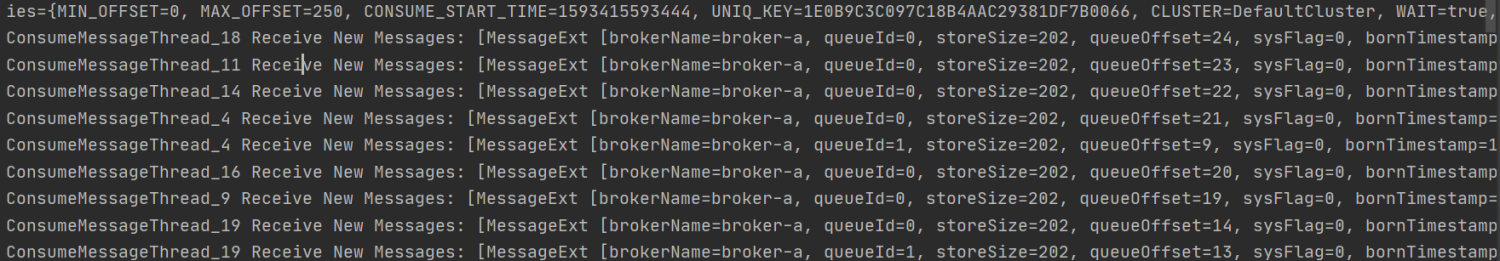 ies={MIN_OFFSET=0, MAX_OFFSET=250, CONSUME_START_TIME=1593415593444, UNIQ_KEY=1E0B9C3C097C18B4AAC29381DF7B0066, CLUSTER=DefaultCluster, WAIT=true,
ConsumeMessageThread_18 Receive New Messages: [MessageExt [brokerName=broker-a, queueId=0, storeSize=202, queueOffset=24, sysFlag=0, bornTimestamp
ConsumeMessageThread_11 Receive New Messages: [MessageExt [brokerName=broker-a, queueId=0, storeSize=202, queueOffset=23, sysFlag=0, bornTimestamp
ConsumeMessageThread_14 Receive New Messages: [MessageExt [brokerName=broker-a, queueId=0, storeSize=202, queueOffset=22, sysFlag=0, bornTimestamp
ConsumeMessageThread_4 Receive New Messages: [MessageExt [brokerName=broker-a, queueId=0, storeSize=202, queueOffset=21, sysFlag=0, bornTimestamp=
ConsumeMessageThread_4 Receive New Messages: [MessageExt [brokerName=broker-a, queueId=1, storeSize=202, queueOffset=9, sysFlag=0, bornTimestamp=1
ConsumeMessageThread_16 Receive New Messages: [MessageExt [brokerName=broker-a, queueId=0, storeSize=202, queueOffset=20, sysFlag=0, bornTimestamp
ConsumeMessageThread_9 Receive New Messages: [MessageExt [brokerName=broker-a, queueId=0, storeSize=202, queueOffset=19, sysFlag=0, bornTimestamp=
ConsumeMessageThread_19 Receive New Messages: [MessageExt [brokerName=broker-a, queueId=0, storeSize=202, queueOffset=14, sysFlag=0, bornTimestamp
ConsumeMessageThread_19 Receive New Messages: [MessageExt [brokerName=broker-a, queueId=1, storeSize=202, queueOffset=13, sysFlag=0, bornTimestamp